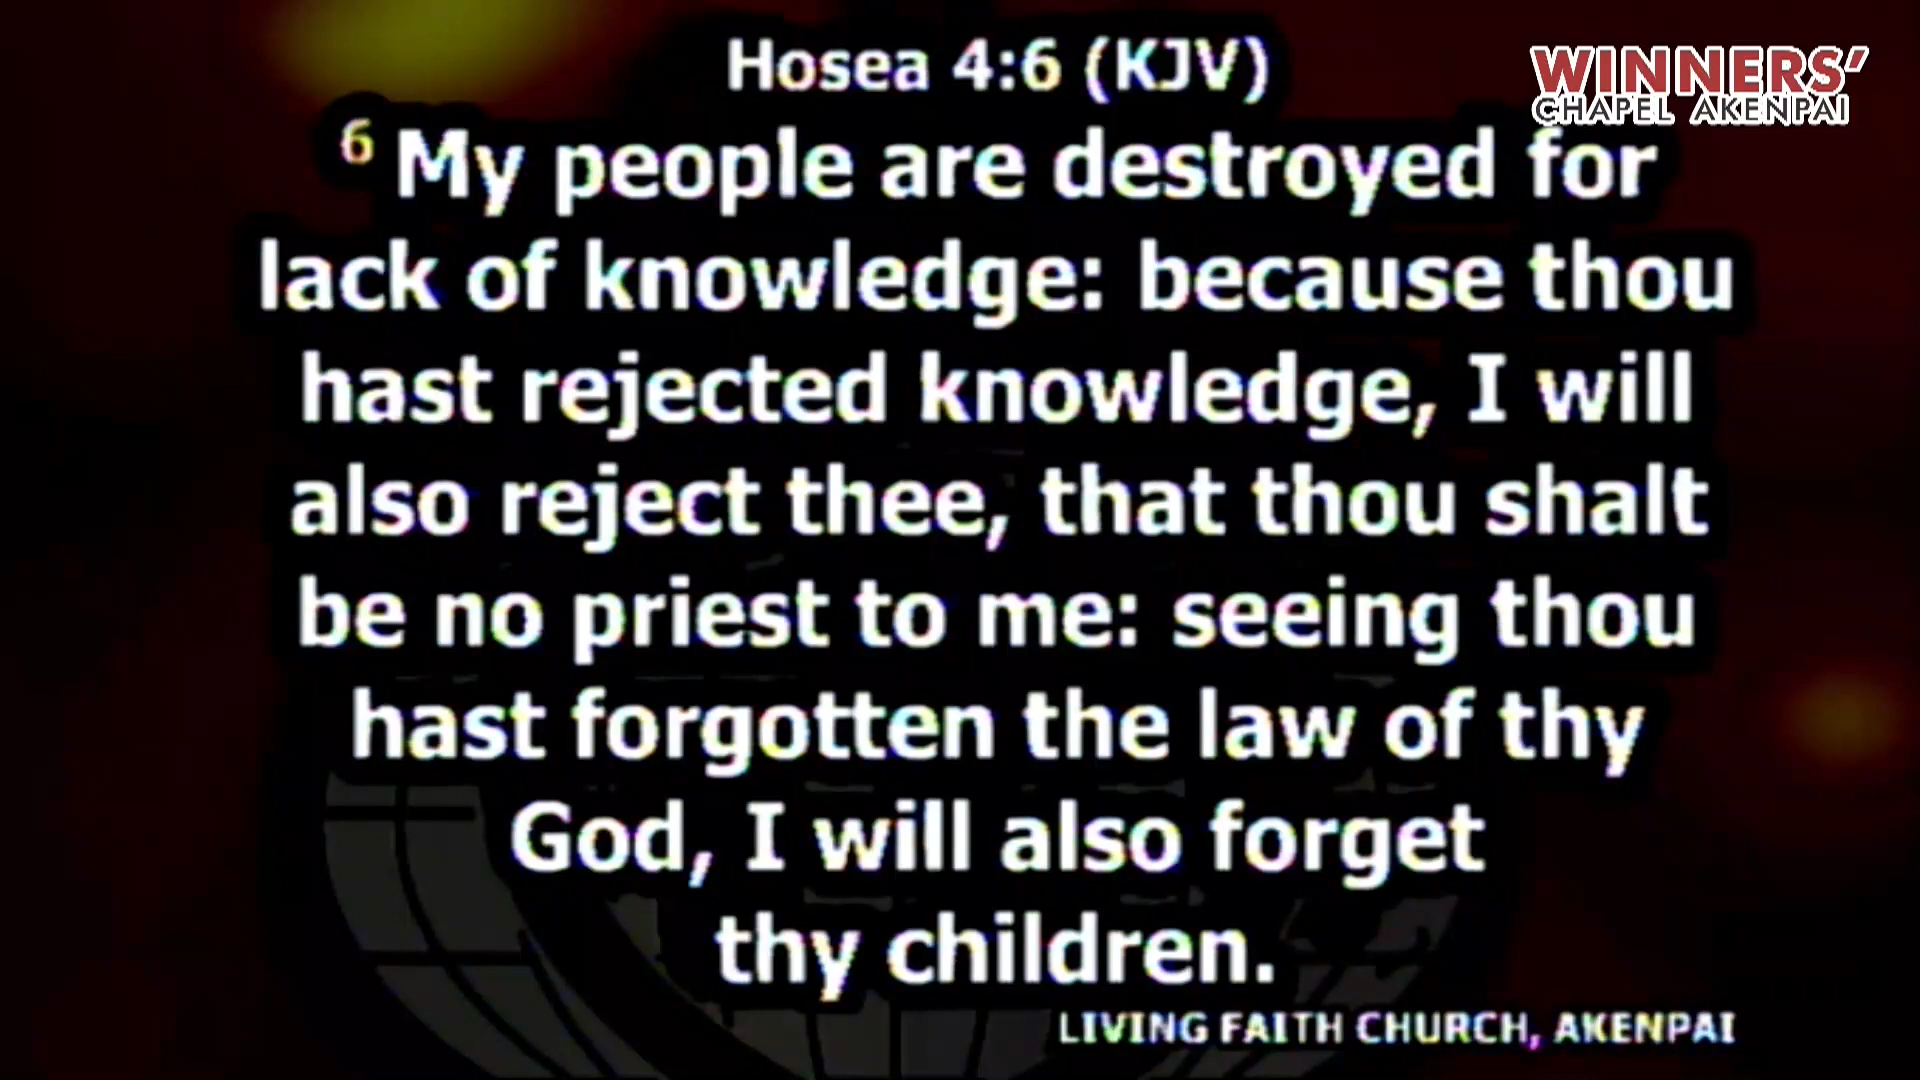 Hosea 4:6 (KJV)
WINNERS'
CHAPEL AKENPAI
6 My people are destroyed for
lack of knowledge: because thou
hast rejected knowledge, I will
also reject thee, that thou shalt
be no priest to me: seeing thou
hast forgotten the law of thy
God, I will also forget
thy children.
LIVING FAITH CHURCH, AKENPAI